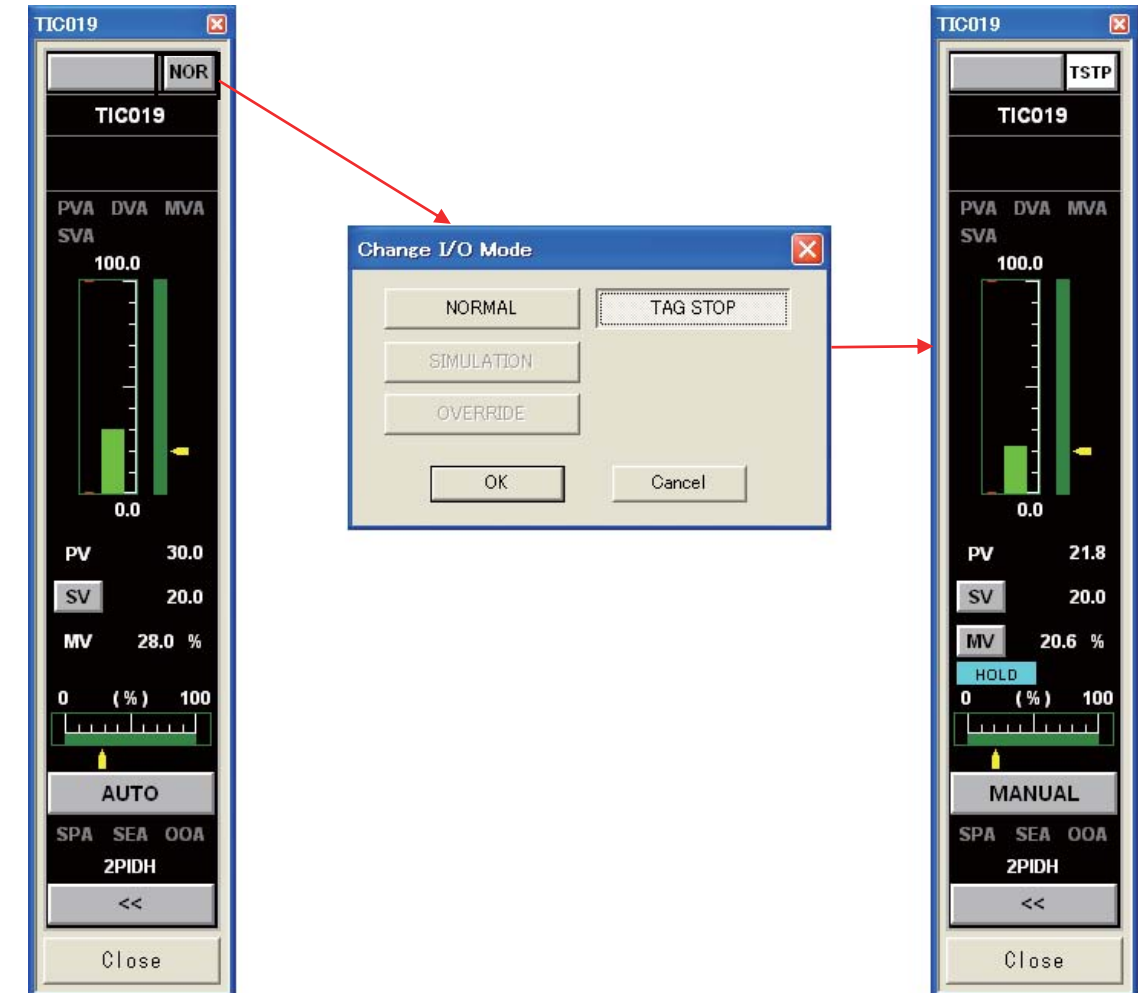 TIC019
NOR
TIC019
PVA DVA MVA
SVA
100.0
0.0
PV 30.0
SV 20.0
MV 28.0 %
0 (%) 100
AUTO
SPA SEA OOA
2PIDH
<<
Close
Change I/O Mode
NORMAL TAG STOP
SIMULATION
OVERRIDE
OK Cancel
TIC019
TSTP
TIC019
PVA DVA MVA
SVA
100.0
0.0
PV 21.8
SV 20.0
MV 20.6 %
HOLD
0 (%) 100
MANUAL
SPA SEA OOA
2PIDH
<<
Close